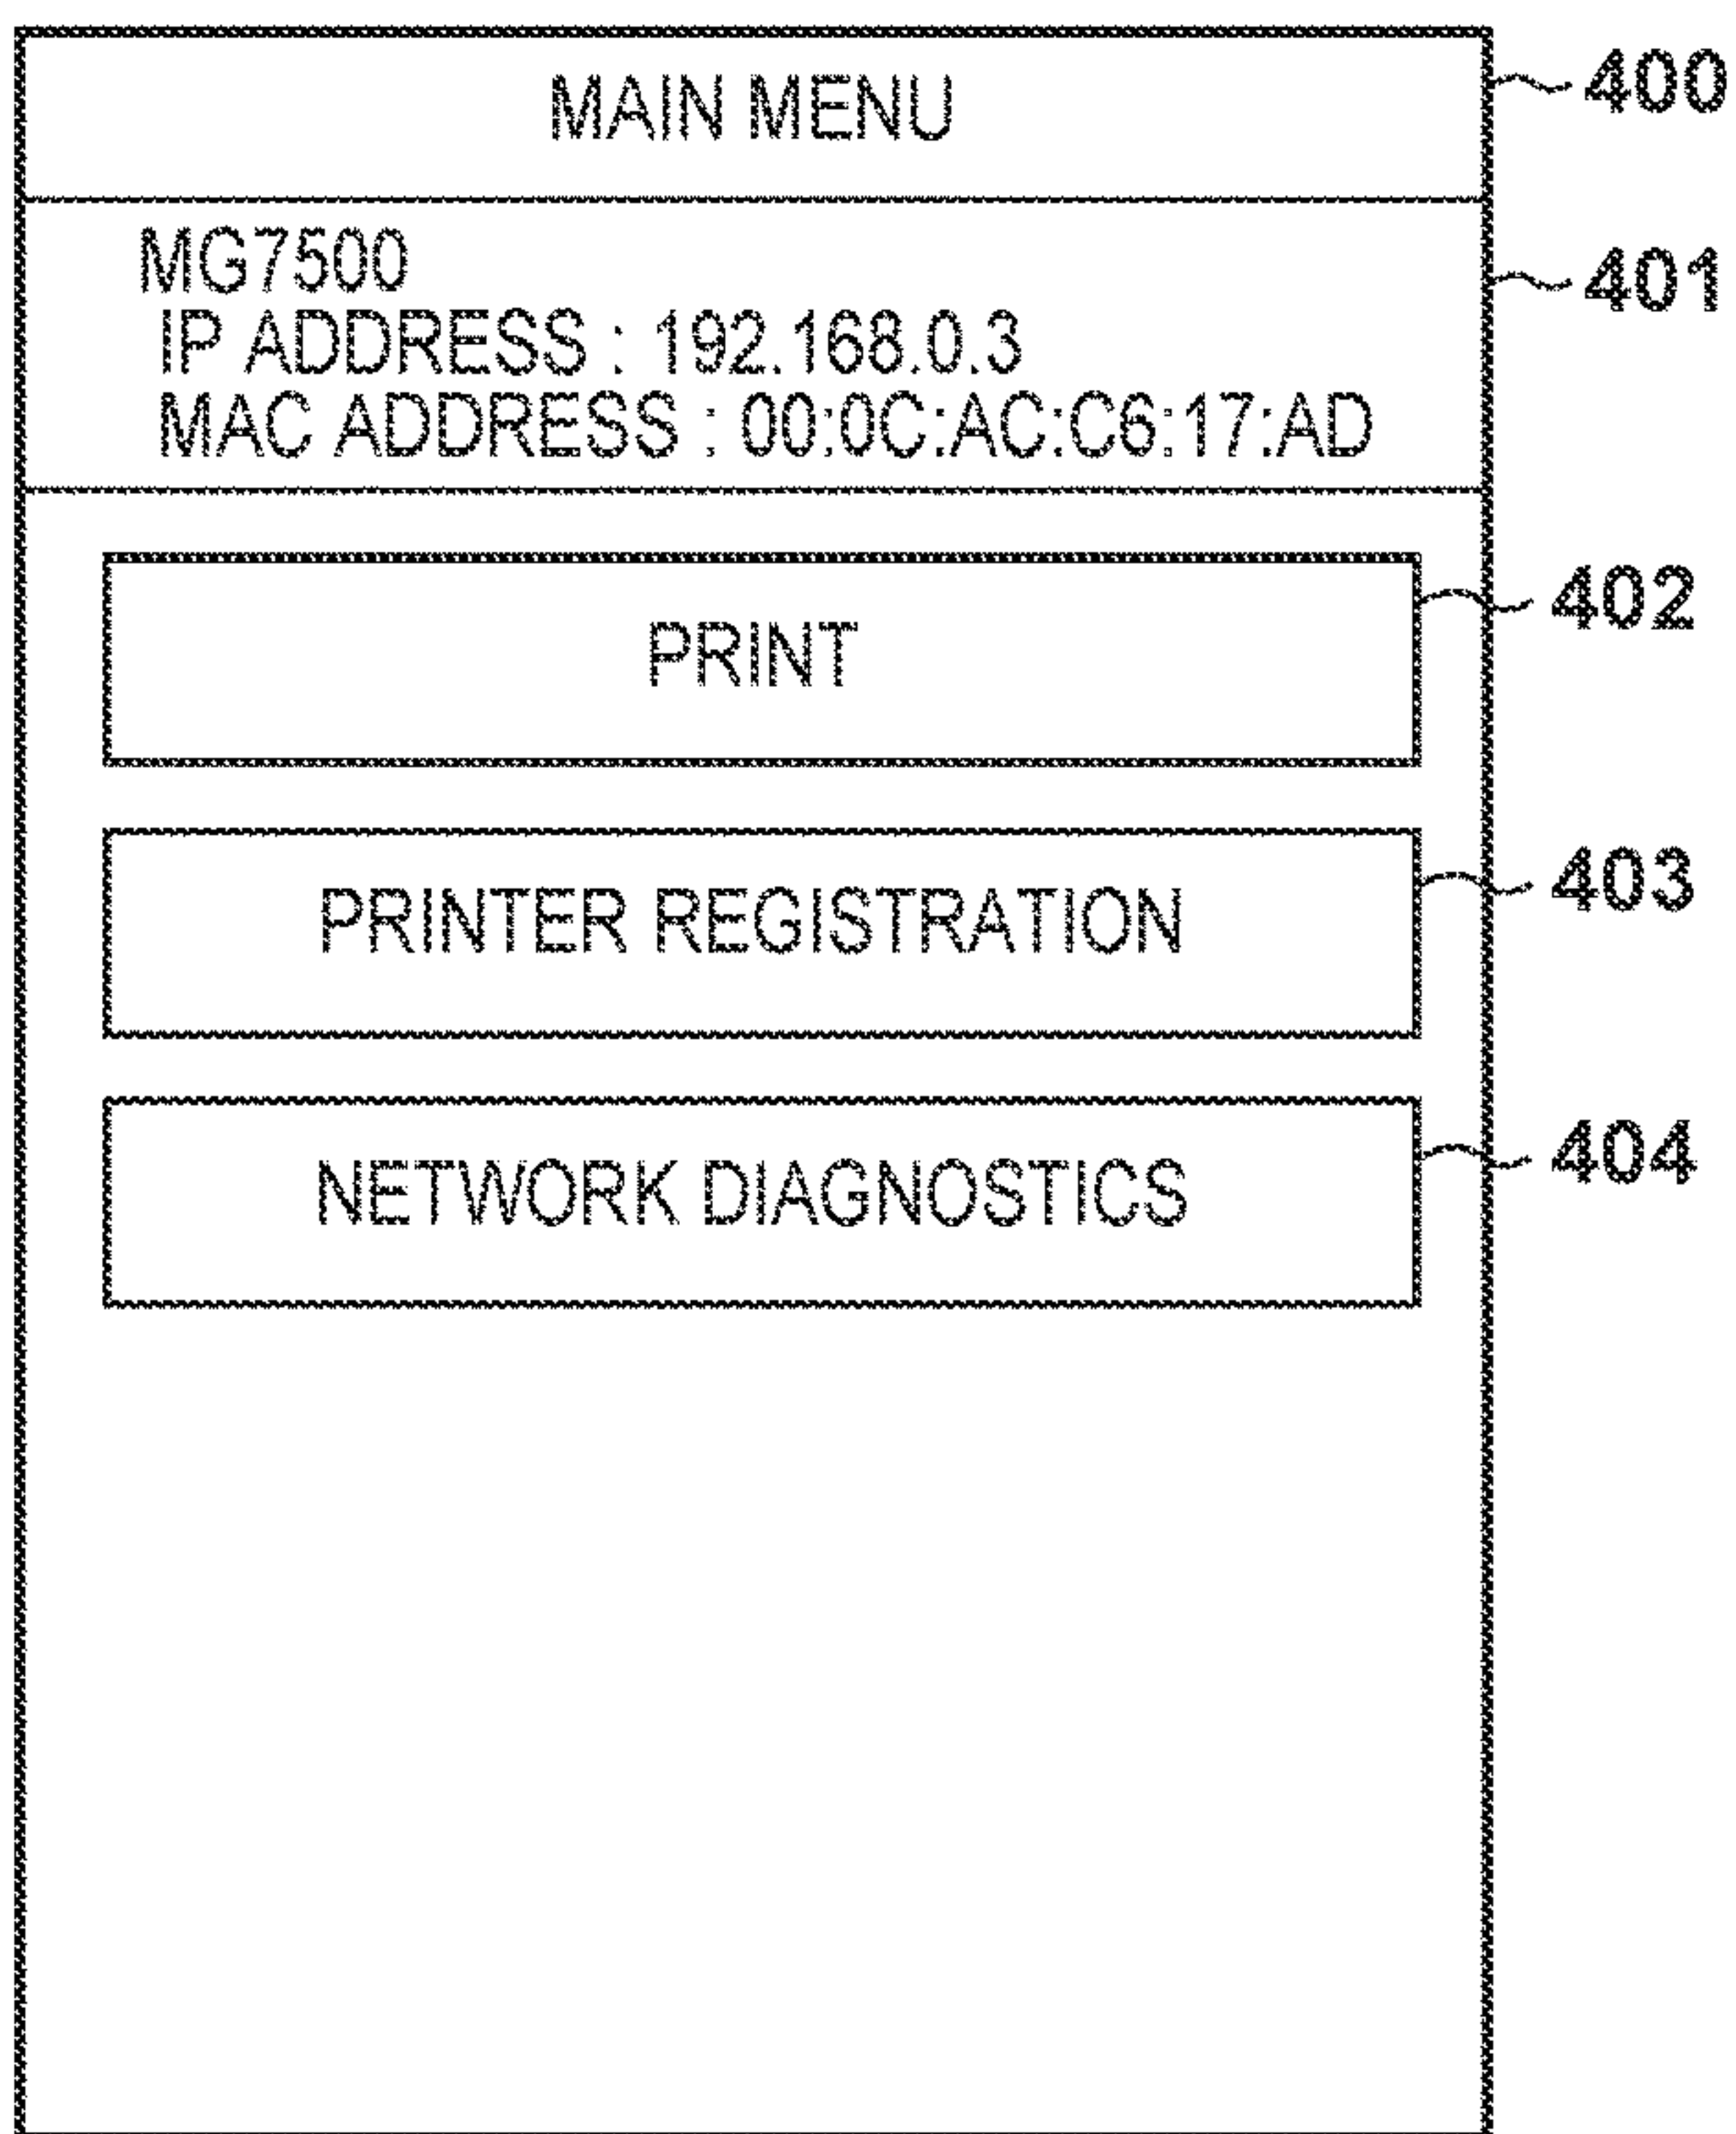 MAIN MENU
400
MG7500
401
IP ADDRESS : 192.168.0.3
MAC ADDRESS : 00:0C:AC:C6:17:AD
PRINT
402
PRINTER REGISTRATION
403
NETWORK DIAGNOSTICS
404